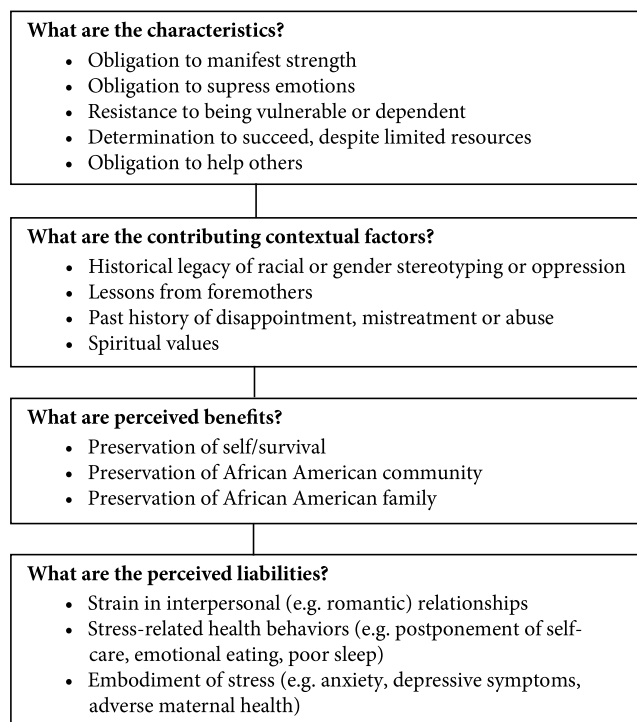 What are the characteristics?
• Obligation to manifest strength
• Obligation to supress emotions
• Resistance to being vulnerable or dependent
• Determination to succeed, despite limited resources
• Obligation to help others
What are the contributing contextual factors?
• Historical legacy of racial or gender stereotyping or oppression
• Lessons from foremothers
• Past history of disappointment, mistreatment or abuse
• Spiritual values
What are perceived benefits?
• Preservation of self/survival
• Preservation of African American community
• Preservation of African American family
What are the perceived liabilities?
• Strain in interpersonal (e.g. romantic) relationships
• Stress-related health behaviors (e.g. postponement of self-
care, emotional eating, poor sleep)
• Embodiment of stress (e.g. anxiety, depressive symptoms,
adverse maternal health)